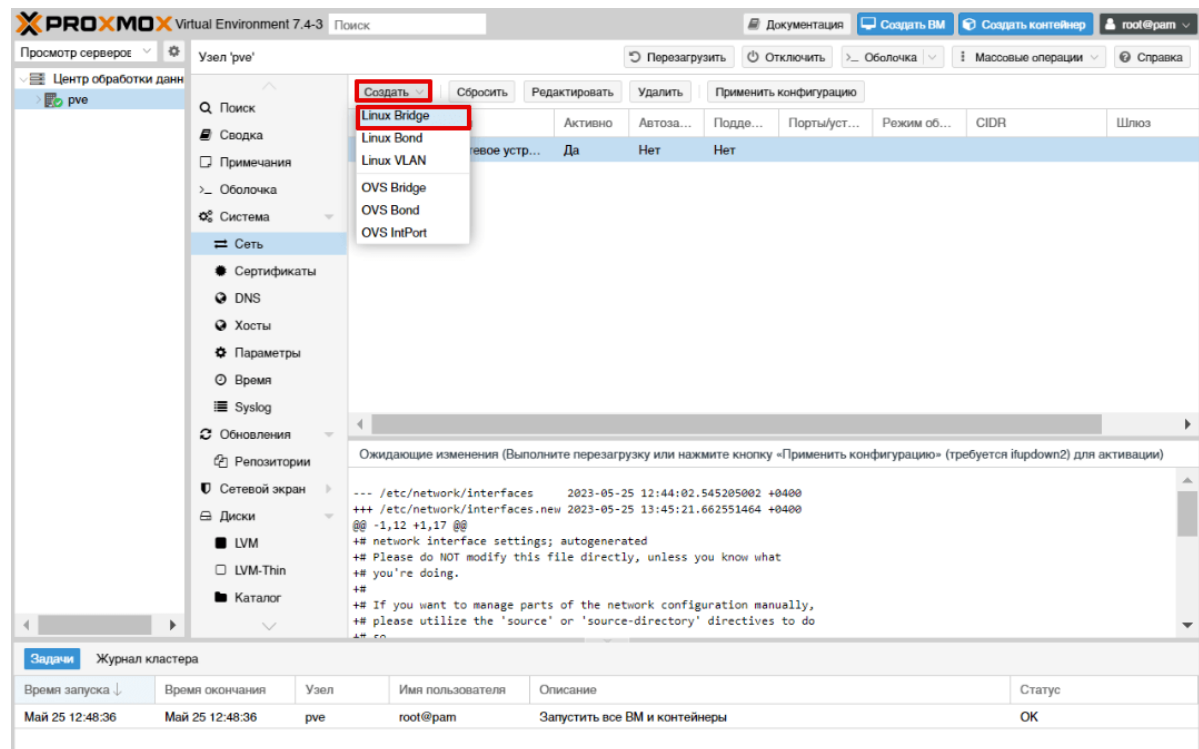 PROXMOX Virtual Environment 7.4-3 Поиск Документация Создать ВМ Создать контейнер root@pam
Просмотр серверов Узел 'pve' Перезагрузить Отключить Оболочка Массовые операции Справка
Центр обработки данн
pve
Поиск
Сводка
Примечания
>_ Оболочка
Система
Сеть
Сертификаты
DNS
Хосты
Параметры
Время
Syslog
Обновления
Репозитории
Сетевой экран
Диски
LVM
LVM-Thin
Каталог
Создать Сбросить Редактировать Удалить Применить конфигурацию
Активно Автоза... Подде... Порты/уст... Режим об... CIDR Шлюз
тевое устр... Да Нет Нет
Linux Bridge
Linux Bond
Linux VLAN
OVS Bridge
OVS Bond
OVS IntPort
Ожидающие изменения (Выполните перезагрузку или нажмите кнопку «Применить конфигурацию» (требуется ifupdown2) для активации)
--- /etc/network/interfaces 2023-05-25 12:44:02.545205002 +0400
+++ /etc/network/interfaces.new 2023-05-25 13:45:21.662551464 +0400
@@ -1,12 +1,17 @@
+# network interface settings; autogenerated
+# Please do NOT modify this file directly, unless you know what
+# you're doing.
+#
+# If you want to manage parts of the network configuration manually,
+# please utilize the 'source' or 'source-directory' directives to do
+# so
Задачи Журнал кластера
Время запуска ↓ Время окончания Узел Имя пользователя Описание Статус
Май 25 12:48:36 Май 25 12:48:36 pve root@pam Запустить все ВМ и контейнеры OK